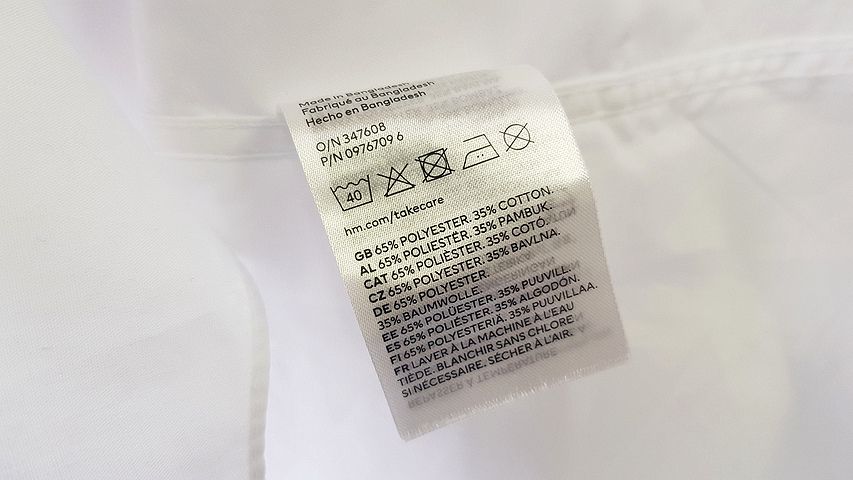 Made in Bangladesh
Fabriqué au Bangladesh
Hecho en Bangladesh
O/N 347608
P/N 0976709 6
40
hm.com/takecare
GB 65% POLYESTER. 35% COTTON.
AL 65% POLIESTËR. 35% PAMBUK.
CAT 65% POLIÈSTER. 35% COTÓ.
CZ 65% POLYESTER. 35% BAVLNA.
DE 65% POLYESTER.
35% BAUMWOLLE.
EE 65% POLÜESTER. 35% PUUVILL.
ES 65% POLIÉSTER. 35% ALGODÓN.
FI 65% POLYESTERIÄ. 35% PUUVILLAA.
FR LAVER À LA MACHINE À L'EAU
TIÈDE. BLANCHIR SANS CHLORE
SI NÉCESSAIRE. SÉCHER À L'AIR.